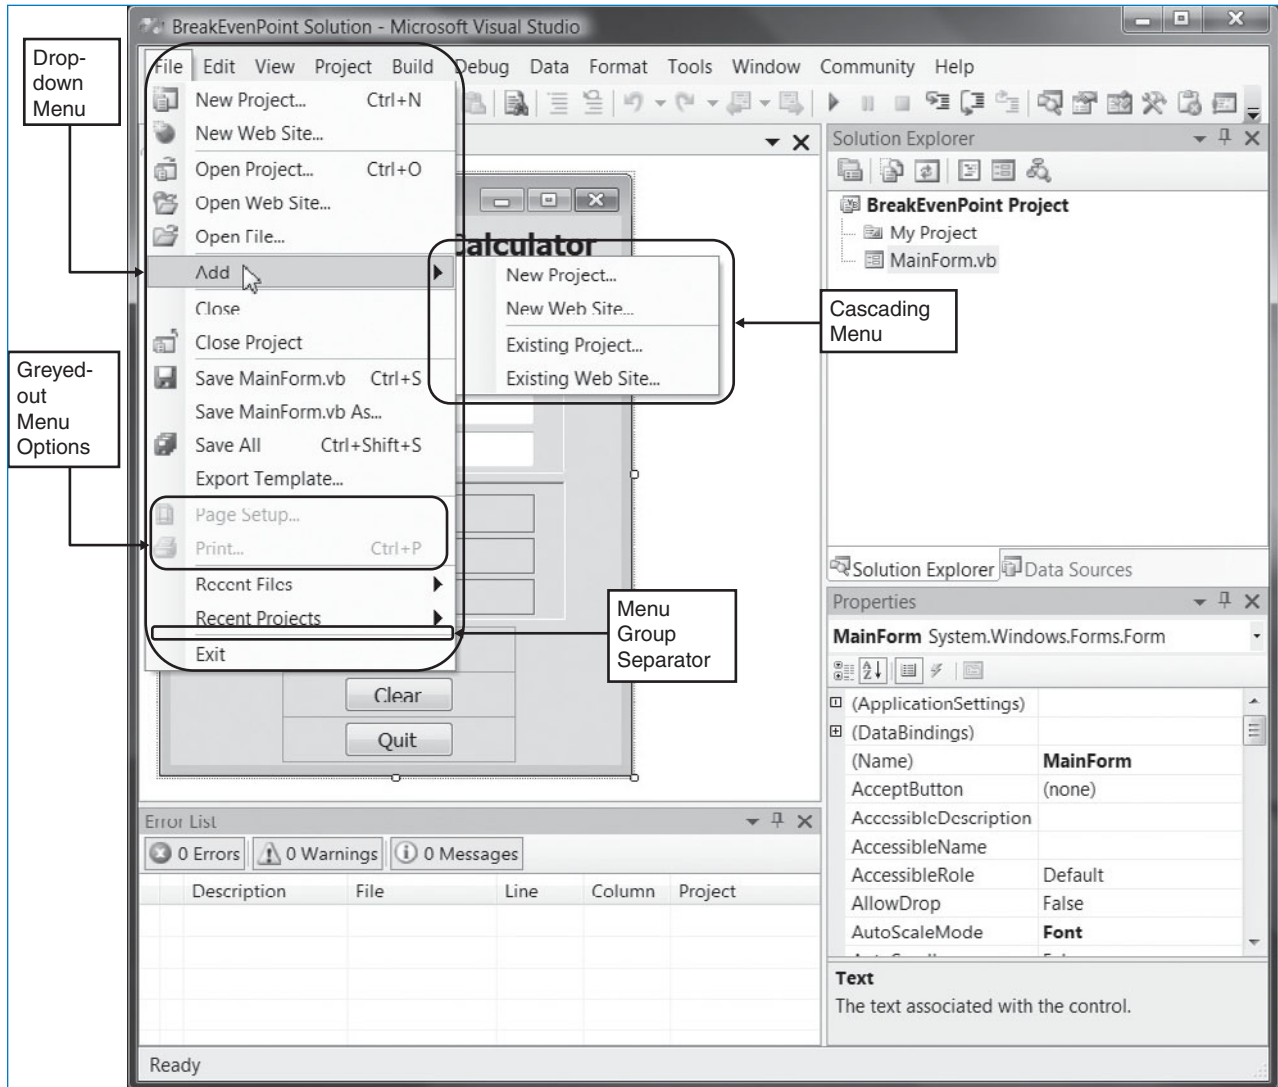 BreakEvenPoint Solution - Microsoft Visual Studio
Drop-
down
Menu
File Edit View Project Build Debug Data Format Tools Window Community Help
New Project... Ctrl+N
New Web Site...
Open Project... Ctrl+O
Open Web Site...
Open File...
Add
Close
Close Project
Save MainForm.vb Ctrl+S
Save MainForm.vb As...
Save All Ctrl+Shift+S
Export Template...
Page Setup...
Print... Ctrl+P
Recent Files
Recent Projects
Exit
Greyed-
out
Menu
Options
Calculator
New Project...
New Web Site...
Existing Project...
Existing Web Site...
Cascading
Menu
Menu
Group
Separator
Clear
Quit
Solution Explorer
BreakEvenPoint Project
My Project
MainForm.vb
Solution Explorer Data Sources
Properties
MainForm System.Windows.Forms.Form
(ApplicationSettings)
(DataBindings)
(Name) MainForm
AcceptButton (none)
AccessibleDescription
AccessibleName
AccessibleRole Default
AllowDrop False
AutoScaleMode Font
Text
The text associated with the control.
Error List
0 Errors 0 Warnings 0 Messages
Description File Line Column Project
Ready